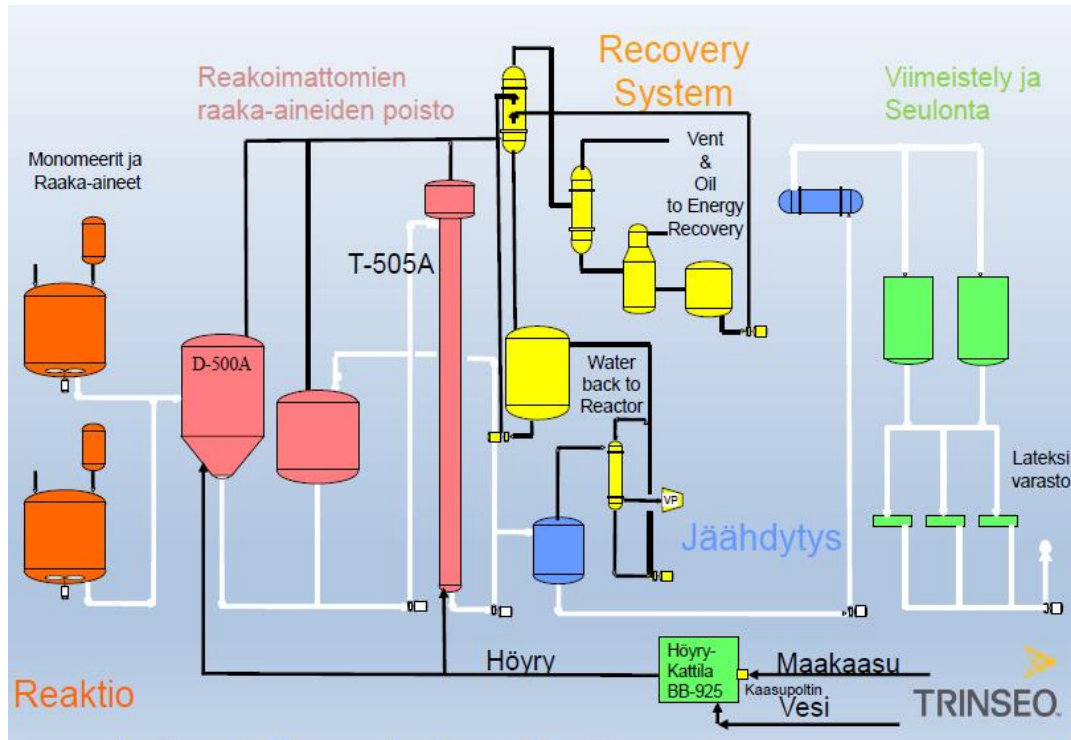 Recovery
System
Reakoimattomien
raaka-aineiden poisto
Viimeistely ja
Seulonta
Monomeerit ja
Raaka-aineet
Vent
&
Oil
to Energy
Recovery
T-505A
D-500A
Water
back to
Reactor
Lateksi
varasto
VP
Jäähdytys
Höyry
Höyry-
Kattila
BB-925
Kaasupoltin
Maakaasu
Vesi
Reaktio
TRINSEO